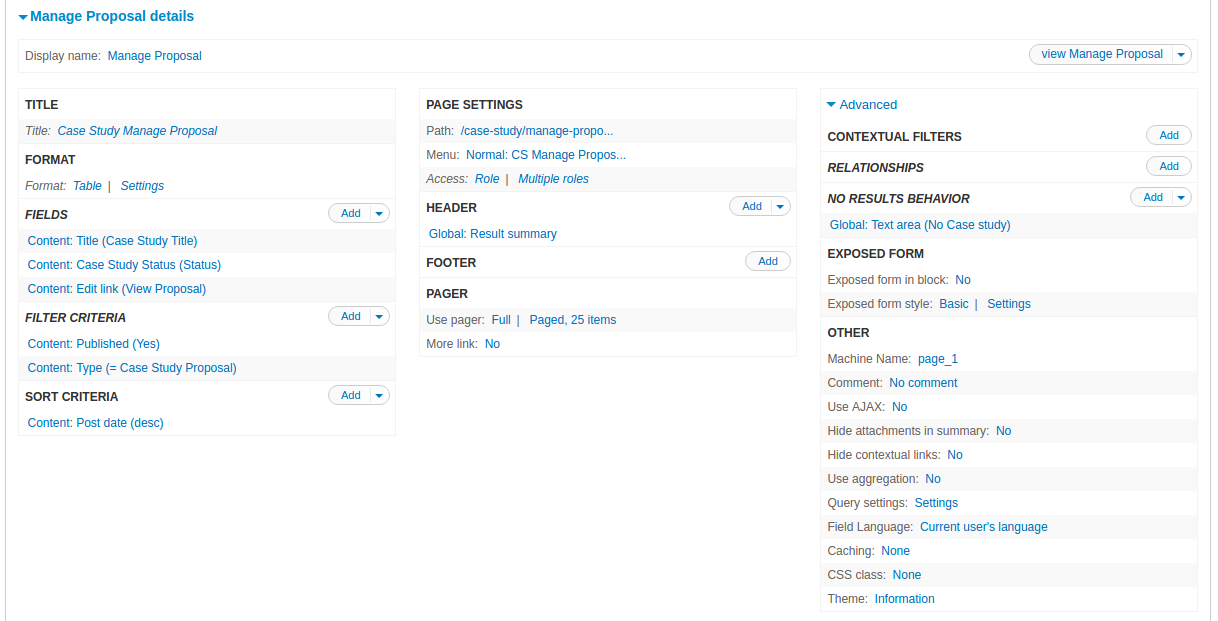 Manage Proposal details
Display name: Manage Proposal
view Manage Proposal
TITLE
Title: Case Study Manage Proposal
FORMAT
Format: Table | Settings
FIELDS
Add
Content: Title (Case Study Title)
Content: Case Study Status (Status)
Content: Edit link (View Proposal)
FILTER CRITERIA
Add
Content: Published (Yes)
Content: Type (= Case Study Proposal)
SORT CRITERIA
Add
Content: Post date (desc)
PAGE SETTINGS
Path: /case-study/manage-propo...
Menu: Normal: CS Manage Propos...
Access: Role | Multiple roles
HEADER
Add
Global: Result summary
FOOTER
Add
PAGER
Use pager: Full | Paged, 25 items
More link: No
Advanced
CONTEXTUAL FILTERS
Add
RELATIONSHIPS
Add
NO RESULTS BEHAVIOR
Add
Global: Text area (No Case study)
EXPOSED FORM
Exposed form in block: No
Exposed form style: Basic | Settings
OTHER
Machine Name: page_1
Comment: No comment
Use AJAX: No
Hide attachments in summary: No
Hide contextual links: No
Use aggregation: No
Query settings: Settings
Field Language: Current user's language
Caching: None
CSS class: None
Theme: Information